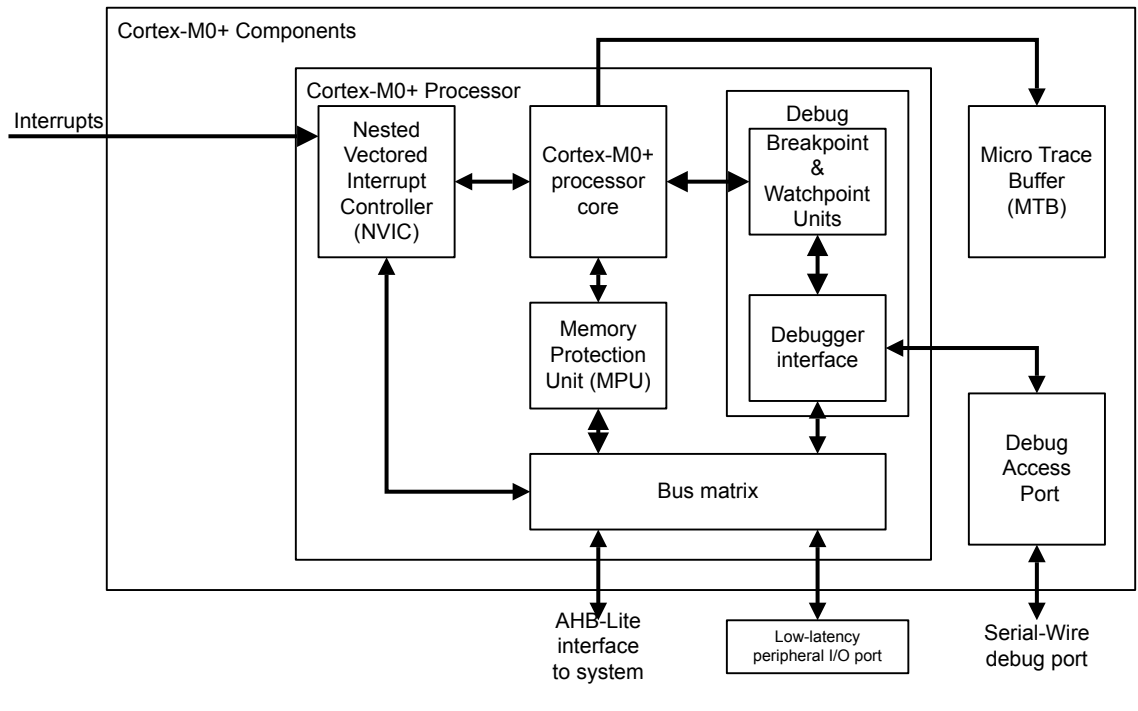 Cortex-M0+ Components
Cortex-M0+ Processor
Interrupts
Nested
Vectored
Interrupt
Controller
(NVIC)
Cortex-M0+
processor
core
Debug
Breakpoint
&
Watchpoint
Units
Micro Trace
Buffer
(MTB)
Memory
Protection
Unit (MPU)
Debugger
interface
Debug
Access
Port
Bus matrix
AHB-Lite
interface
to system
Low-latency
peripheral I/O port
Serial-Wire
debug port